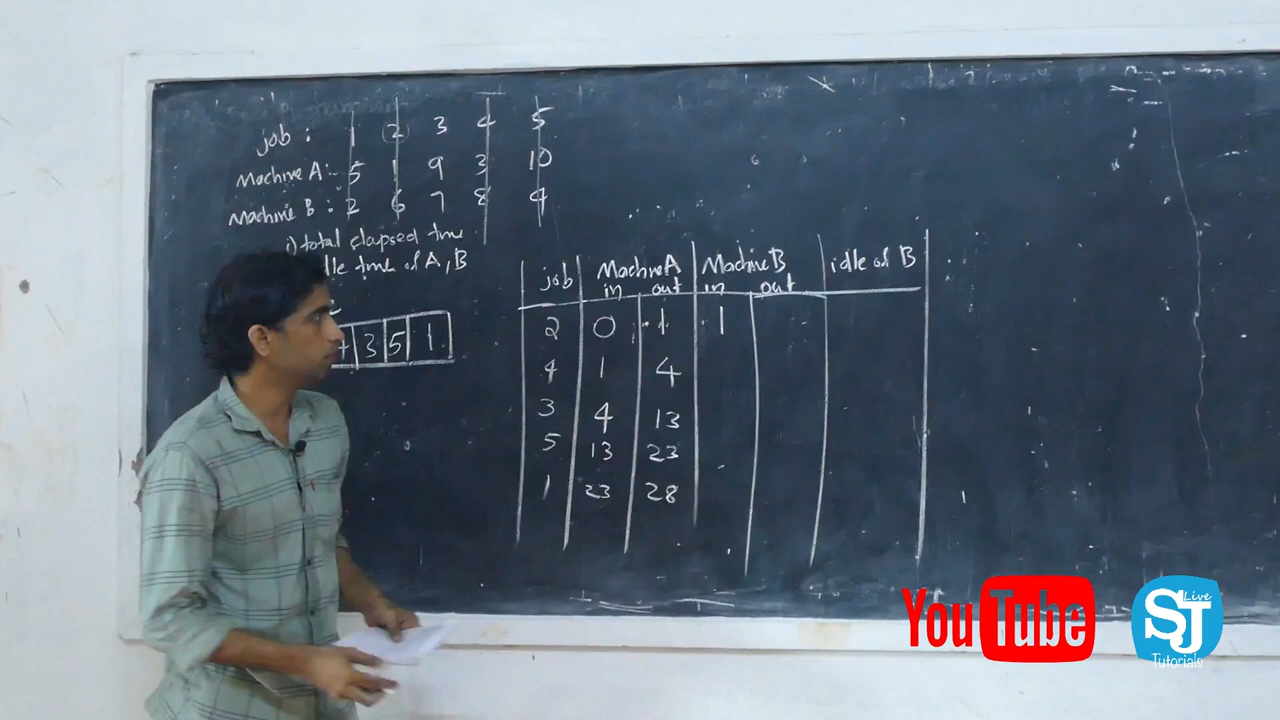 job : 1 2 3 4 5
Machine A :- 5 1 9 3 10
Machine B : 2 6 7 8 4
i) total elapsed time
dle time of A, B
3 5 1
job Machine A Machine B idle of B
in out in out
2 0 1 1
4 1 4
3 4 13
5 13 23
1 23 28
YouTube
Live
SJ
Tutorials